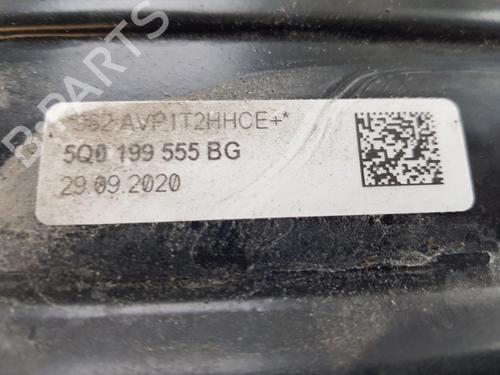 AVP1T2HHCE+*
5Q0 199 555 BG
29.09.2020
B-PARTS